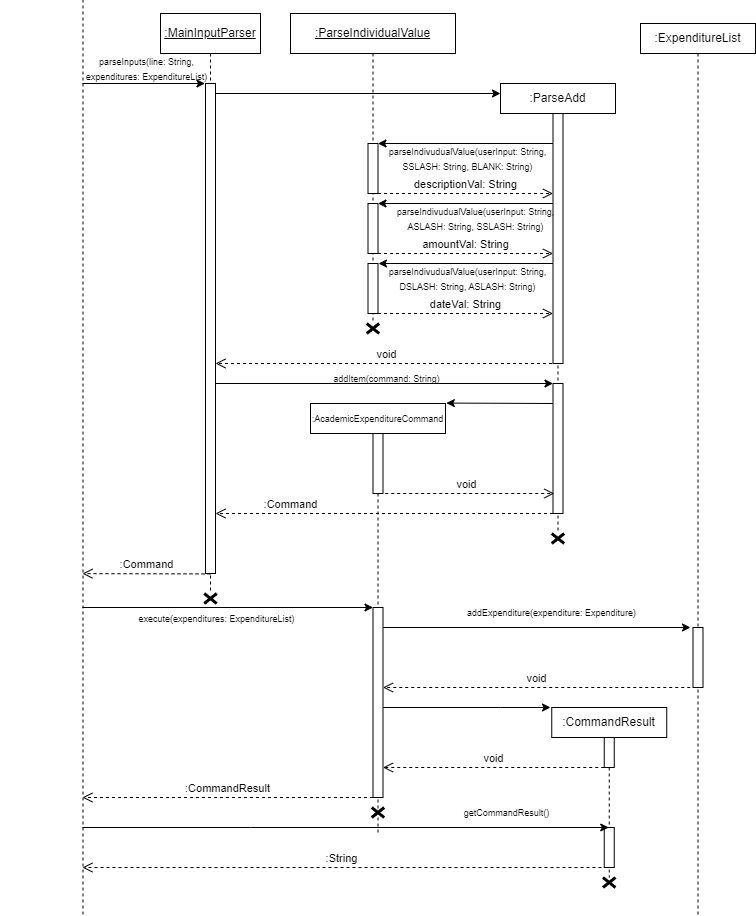 :MainInputParser
:ParseIndividualValue
:ExpenditureList
parseInputs(line: String,
expenditures: ExpenditureList)
:ParseAdd
parseIndivudualValue(userInput: String,
SSLASH: String, BLANK: String)
descriptionVal: String
parseIndivudualValue(userInput: String,
ASLASH: String, SSLASH: String)
amountVal: String
parseIndivudualValue(userInput: String,
DSLASH: String, ASLASH: String)
dateVal: String
void
addItem(command: String)
:AcademicExpenditureCommand
void
:Command
:Command
execute(expenditures: ExpenditureList)
addExpenditure(expenditure: Expenditure)
void
:CommandResult
void
:CommandResult
getCommandResult()
:String